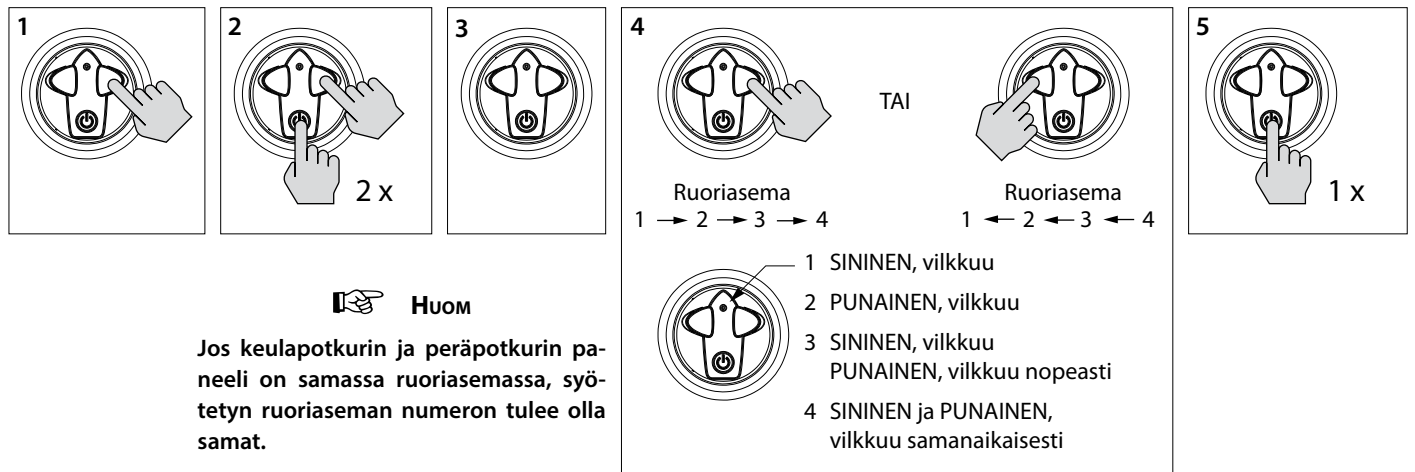 1
2
2 x
3
4
TAI
Ruoriasema
1 → 2 → 3 → 4
Ruoriasema
1 ← 2 ← 3 ← 4
1 SININEN, vilkkuu
2 PUNAINEN, vilkkuu
3 SININEN, vilkkuu
PUNAINEN, vilkkuu nopeasti
4 SININEN ja PUNAINEN,
vilkkuu samanaikaisesti
5
1 x
HUOM
Jos keulapotkurin ja peräpotkurin pa-
neeli on samassa ruoriasemassa, syö-
tetyn ruoriaseman numeron tulee olla
samat.